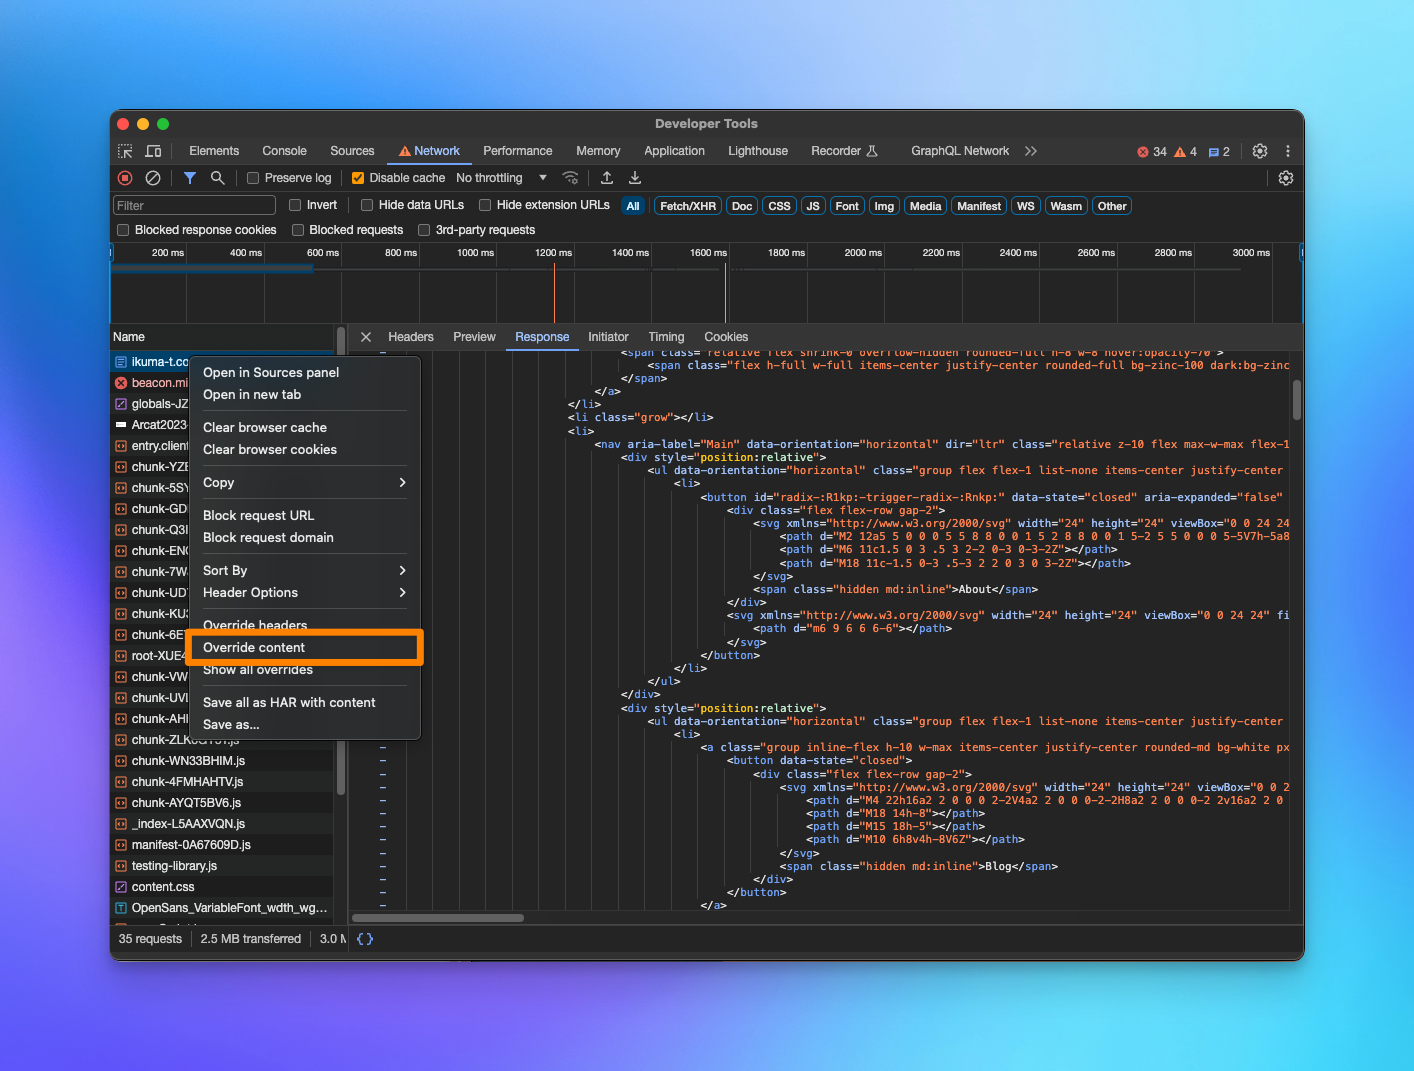 Developer Tools
Elements Console Sources Network Performance Memory Application Lighthouse Recorder GraphQL Network 34 4 2
Preserve log Disable cache No throttling
Filter Invert Hide data URLs Hide extension URLs All Fetch/XHR Doc CSS JS Font Img Media Manifest WS Wasm Other
Blocked response cookies Blocked requests 3rd-party requests
200 ms 400 ms 600 ms 800 ms 1000 ms 1200 ms 1400 ms 1600 ms 1800 ms 2000 ms 2200 ms 2400 ms 2600 ms 2800 ms 3000 ms
Name
ikuma-t.co
beacon.mi
globals-JZ
Arcat2023-
entry.client
chunk-YZE
chunk-5SY
chunk-GD
chunk-Q3I
chunk-ENC
chunk-7W
chunk-UD
chunk-KU
chunk-6E
root-XUE4
chunk-VW
chunk-UVI
chunk-AHI
chunk-WN33BHIM.js
chunk-4FMHAHTV.js
chunk-AYQT5BV6.js
_index-L5AAXVQN.js
manifest-0A67609D.js
testing-library.js
content.css
OpenSans_VariableFont_wdth_wg...
35 requests 2.5 MB transferred 3.0 M
Open in Sources panel
Open in new tab
Clear browser cache
Clear browser cookies
Copy
Block request URL
Block request domain
Sort By
Header Options
Override headers
Override content
Show all overrides
Save all as HAR with content
Save as...
Headers Preview Response Initiator Timing Cookies
<span class="relative flex shrink-0 overflow-hidden rounded-full h-8 w-8 hover:opacity-70">
<span class="flex h-full w-full items-center justify-center rounded-full bg-zinc-100 dark:bg-zinc
</span>
</a>
</li>
<li class="grow"></li>
<li>
<nav aria-label="Main" data-orientation="horizontal" dir="ltr" class="relative z-10 flex max-w-max flex-1
<div style="position:relative">
<ul data-orientation="horizontal" class="group flex flex-1 list-none items-center justify-center
<li>
<button id="radix-:R1kp:-trigger-radix-:Rnkp:" data-state="closed" aria-expanded="false"
<div class="flex flex-row gap-2">
<svg xmlns="http://www.w3.org/2000/svg" width="24" height="24" viewBox="0 0 24 24
<path d="M2 12a5 5 0 0 0 5 5 8 8 0 0 1 5 2 8 8 0 0 1 5-2 5 5 0 0 0 5-5V7h-5a8
<path d="M6 11c1.5 0 3 .5 3 2-2 0-3 0-3-2Z"></path>
<path d="M18 11c-1.5 0-3 .5-3 2 2 0 3 0 3-2Z"></path>
</svg>
<span class="hidden md:inline">About</span>
</div>
<svg xmlns="http://www.w3.org/2000/svg" width="24" height="24" viewBox="0 0 24 24" fi
<path d="m6 9 6 6 6-6"></path>
</svg>
</button>
</li>
</ul>
</div>
<div style="position:relative">
<ul data-orientation="horizontal" class="group flex flex-1 list-none items-center justify-center
<li>
<a class="group inline-flex h-10 w-max items-center justify-center rounded-md bg-white px
<button data-state="closed">
<div class="flex flex-row gap-2">
<svg xmlns="http://www.w3.org/2000/svg" width="24" height="24" viewBox="0 0 2
<path d="M4 22h16a2 2 0 0 0 2-2V4a2 2 0 0 0-2-2H8a2 2 0 0 0-2 2v16a2 2 0
<path d="M18 14h-8"></path>
<path d="M15 18h-5"></path>
<path d="M10 6h8v4h-8V6Z"></path>
</svg>
<span class="hidden md:inline">Blog</span>
</div>
</button>
</a>
{}